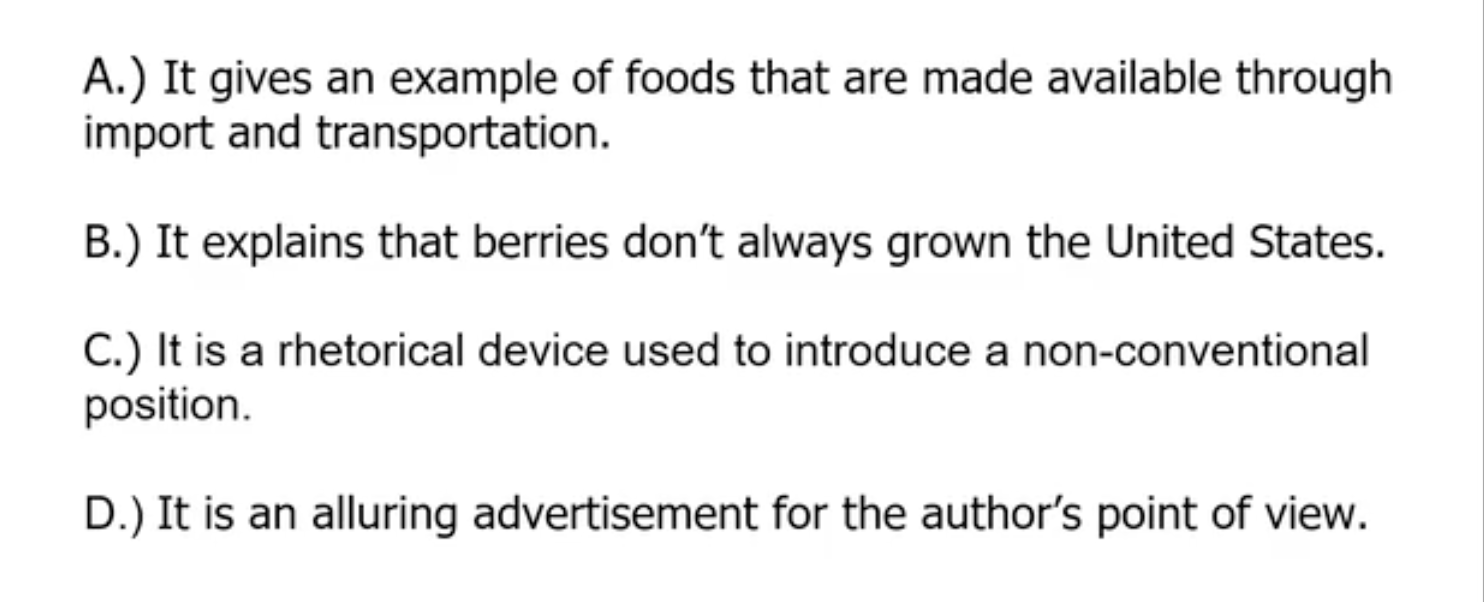 A.) It gives an example of foods that are made available through
import and transportation.
B.) It explains that berries don’t always grown the United States.
C.) It is a rhetorical device used to introduce a non-conventional
position.
D.) It is an alluring advertisement for the author’s point of view.